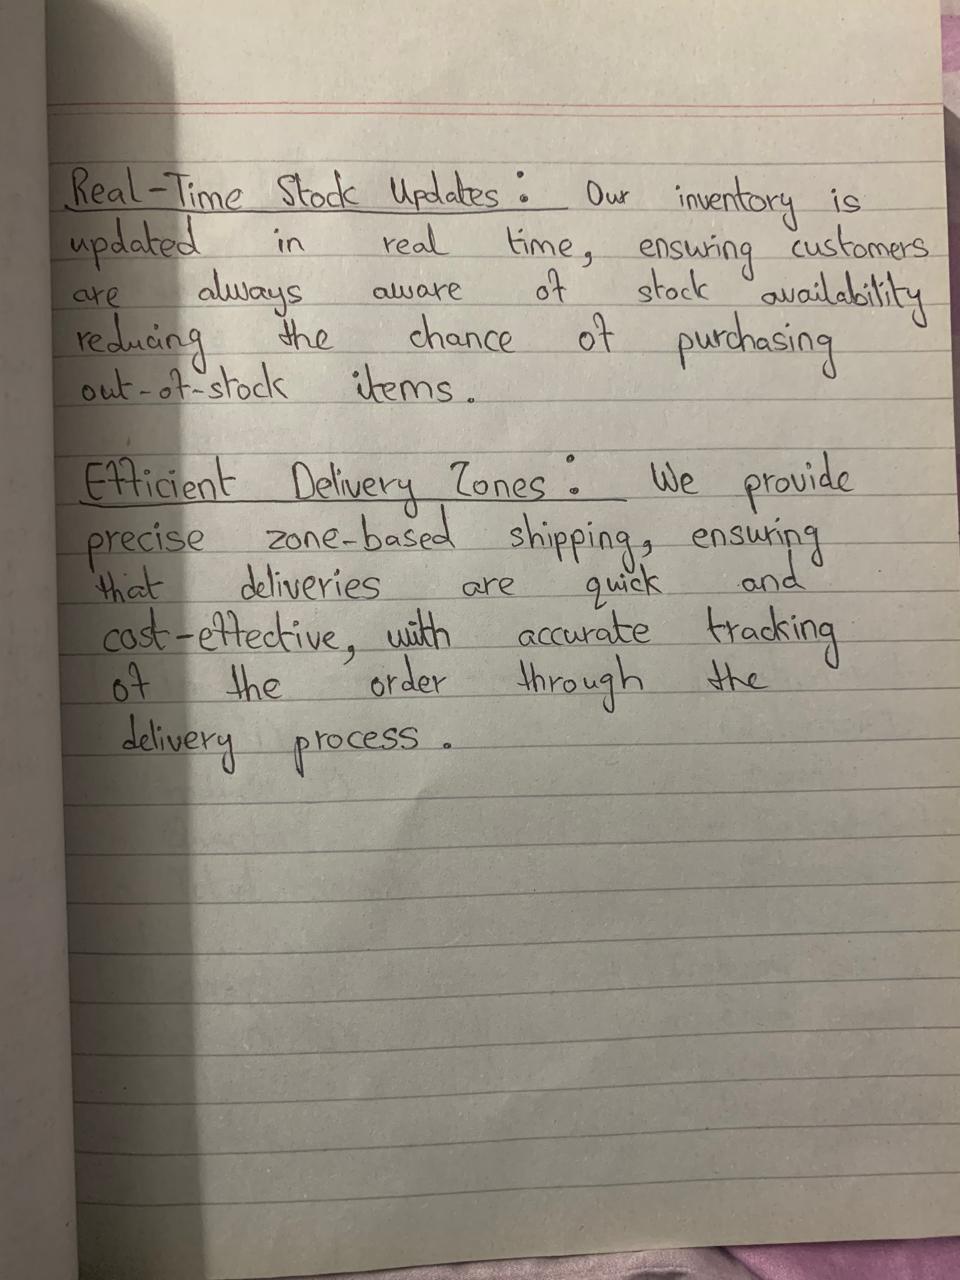 Real-Time Stock Updates: Our inventory is
updated in real time, ensuring customers
are always aware of stock availability
reducing the chance of purchasing
out-of-stock items.
Efficient Delivery Zones: We provide
precise zone-based shipping, ensuring
that deliveries are quick and
cost-effective, with accurate tracking
of the order through the
delivery process.